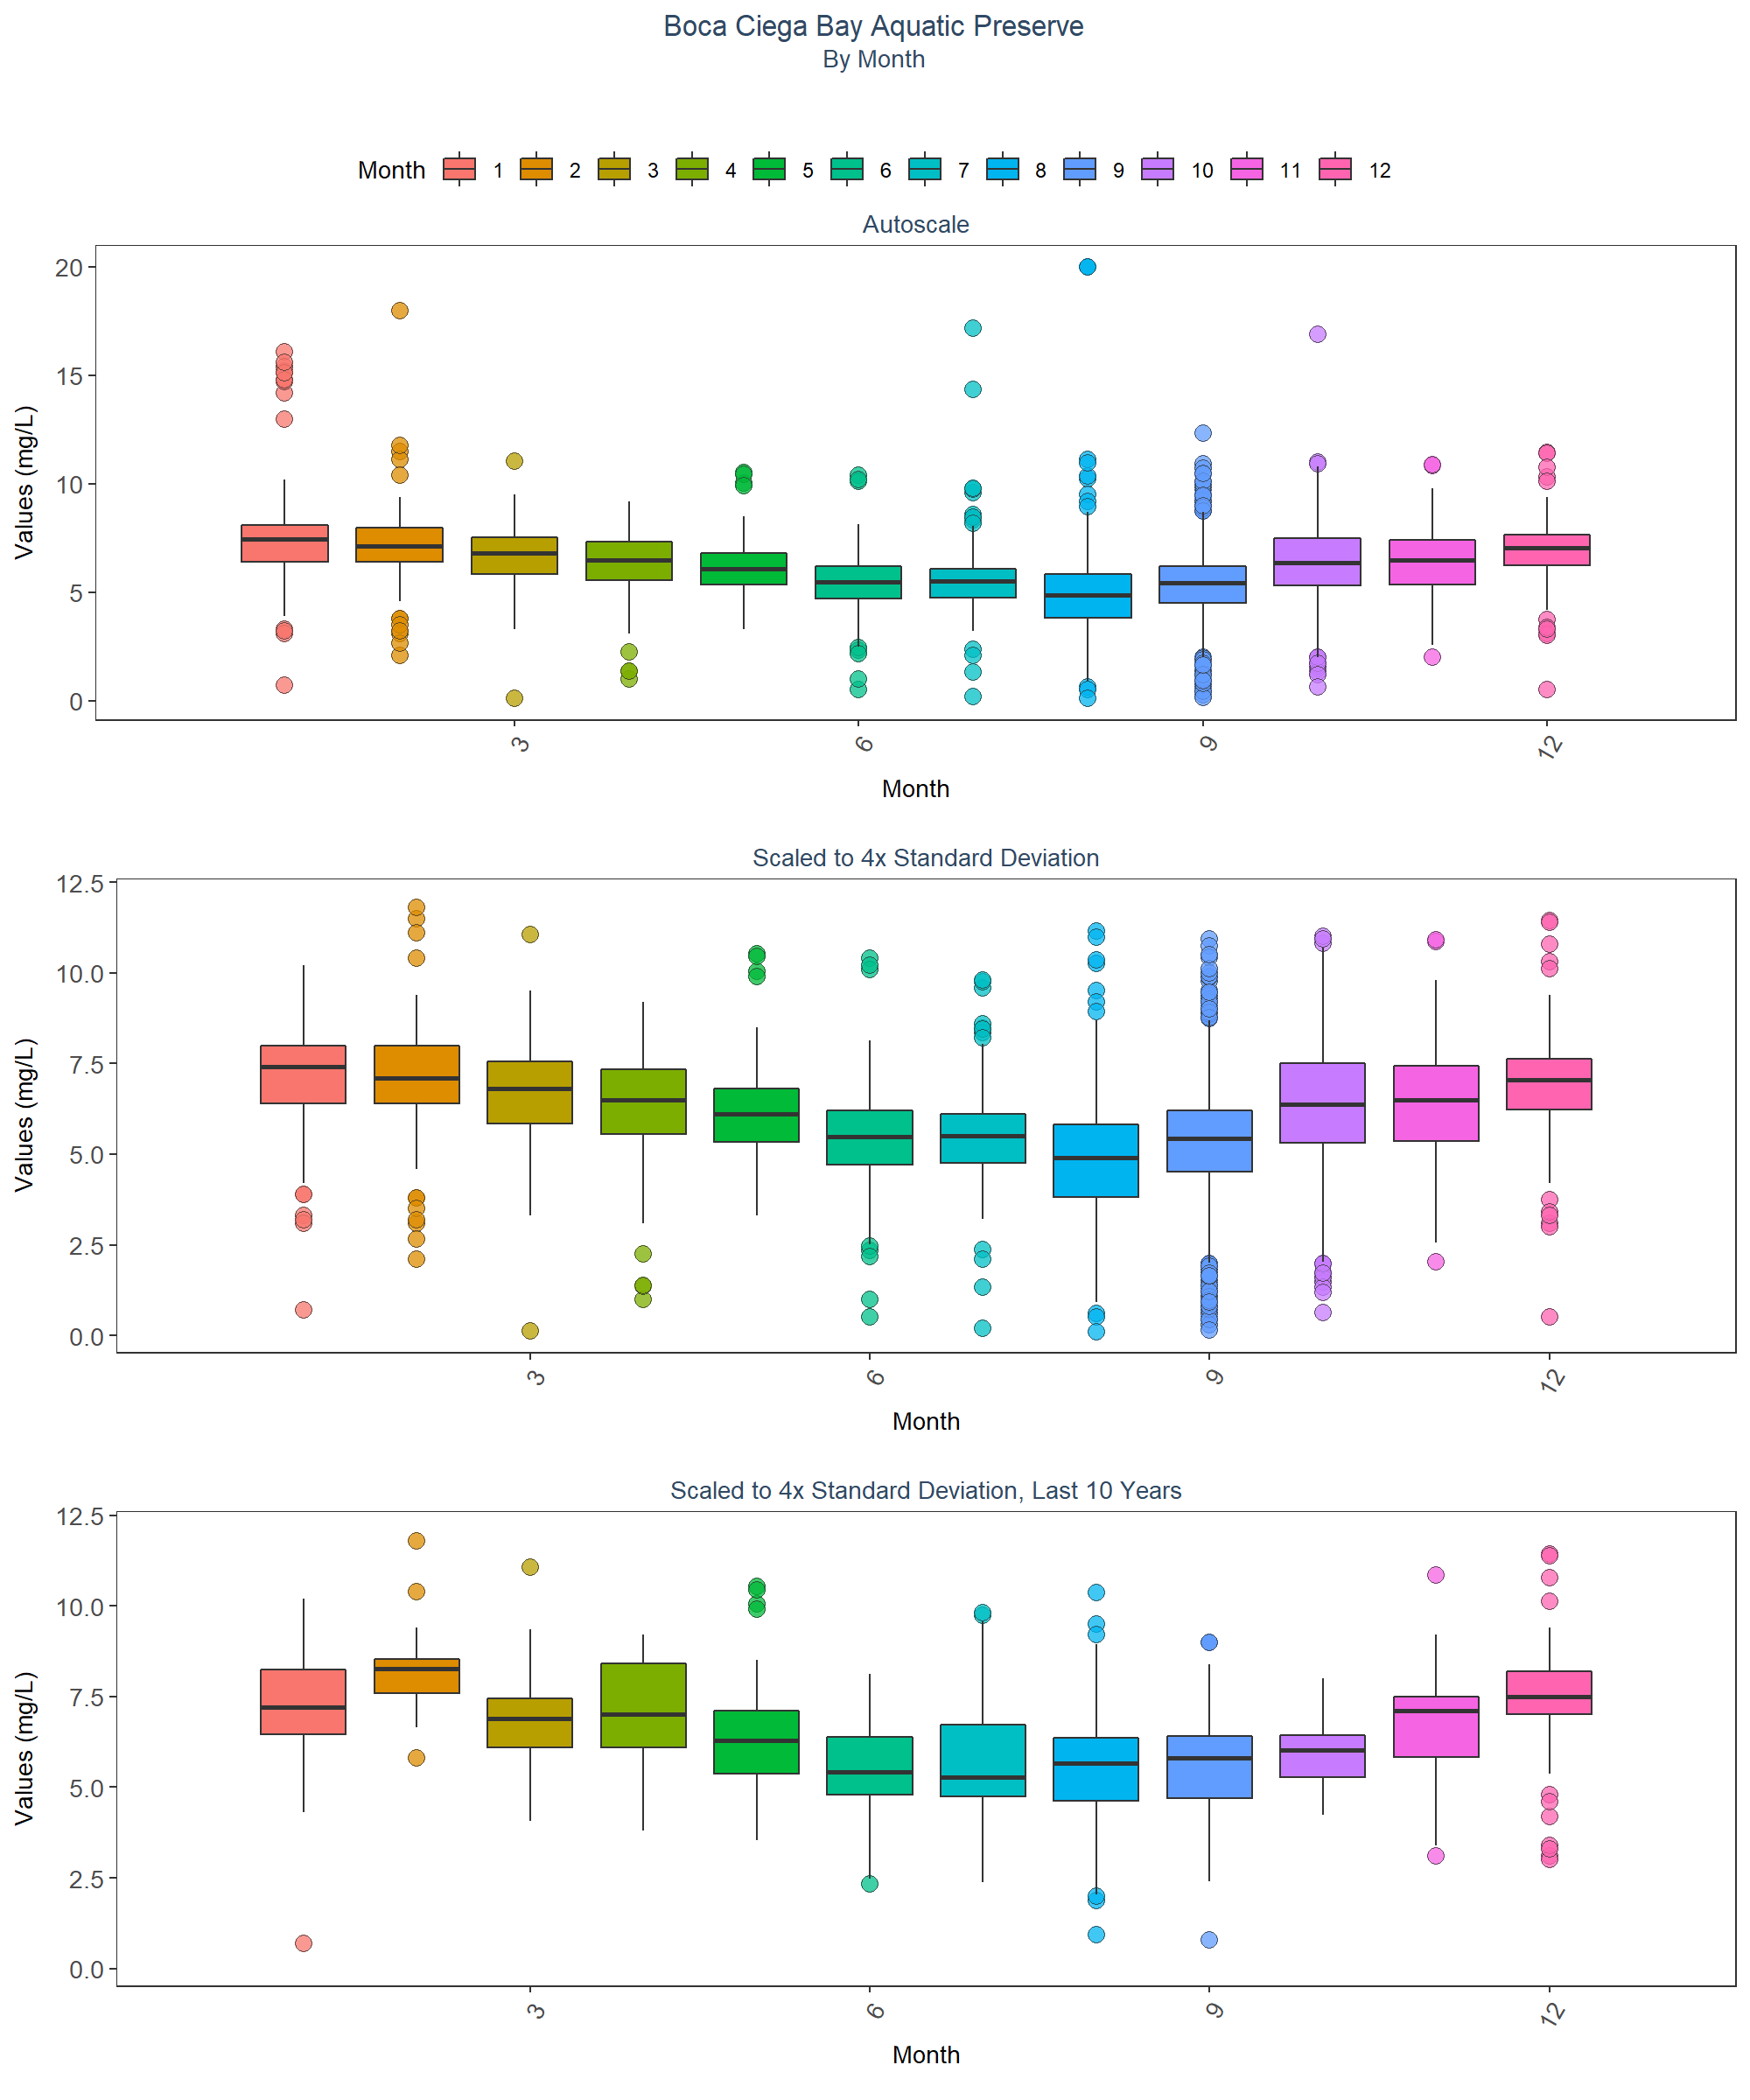 Boca Ciega Bay Aquatic Preserve
By Month
Month 1 2 3 4 5 6 7 8 9 10 11 12
Autoscale
Values (mg/L)
20
15
10
5
0
3 6 9 12
Month
Scaled to 4x Standard Deviation
Values (mg/L)
12.5
10.0
7.5
5.0
2.5
0.0
3 6 9 12
Month
Scaled to 4x Standard Deviation, Last 10 Years
Values (mg/L)
12.5
10.0
7.5
5.0
2.5
0.0
3 6 9 12
Month